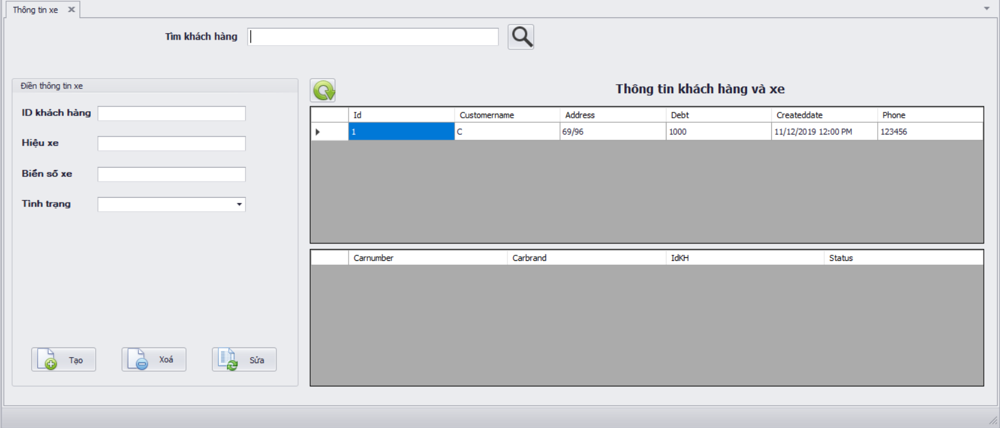 Thông tin xe
Tìm khách hàng
Điền thông tin xe
ID khách hàng
Hiệu xe
Biển số xe
Tình trạng
Tạo
Xoá
Sửa
Thông tin khách hàng và xe
Id Customername Address Debt Createddate Phone
1 C 69/96 1000 11/12/2019 12:00 PM 123456
Carnumber Carbrand IdKH Status